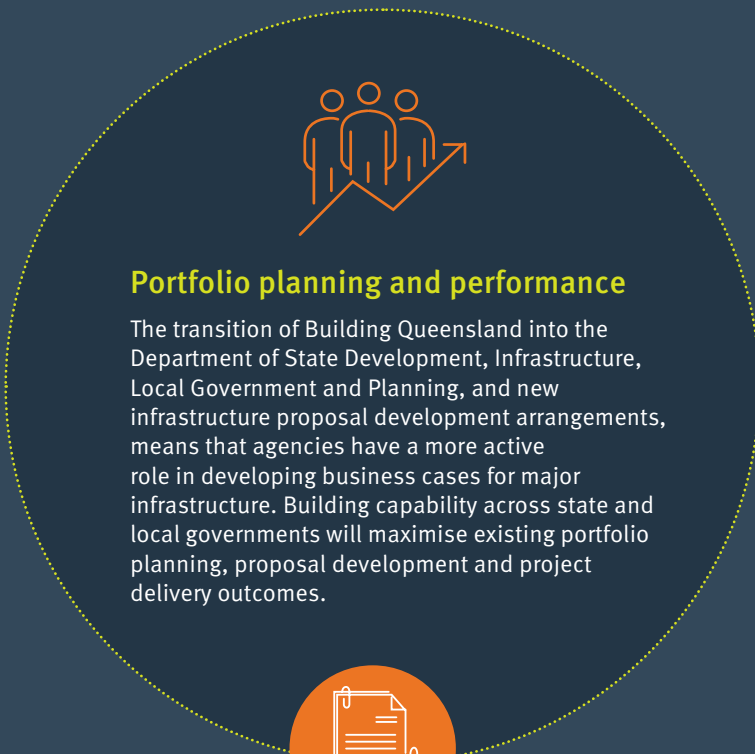 Portfolio planning and performance
The transition of Building Queensland into the
Department of State Development, Infrastructure,
Local Government and Planning, and new
infrastructure proposal development arrangements,
means that agencies have a more active
role in developing business cases for major
infrastructure. Building capability across state and
local governments will maximise existing portfolio
planning, proposal development and project
delivery outcomes.